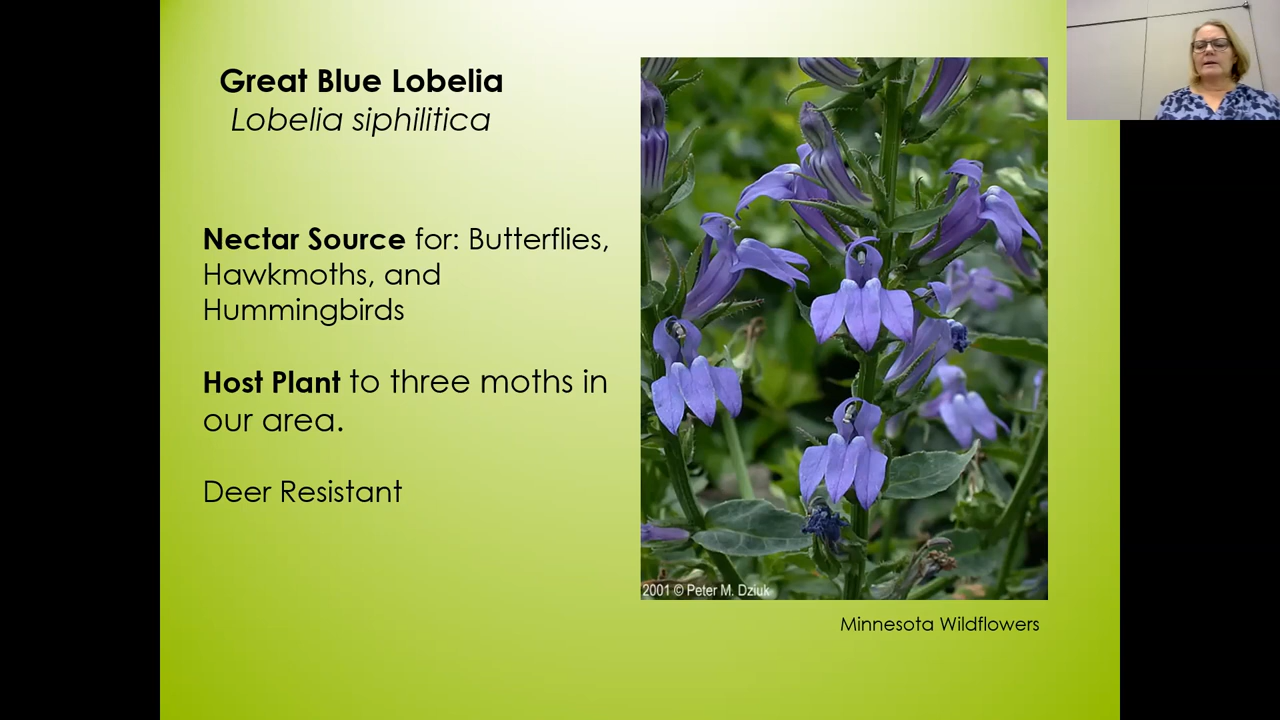 Great Blue Lobelia
Lobelia siphilitica
Nectar Source for: Butterflies,
Hawkmoths, and
Hummingbirds
Host Plant to three moths in
our area.
Deer Resistant
2001 © Peter M. Dziuk
Minnesota Wildflowers